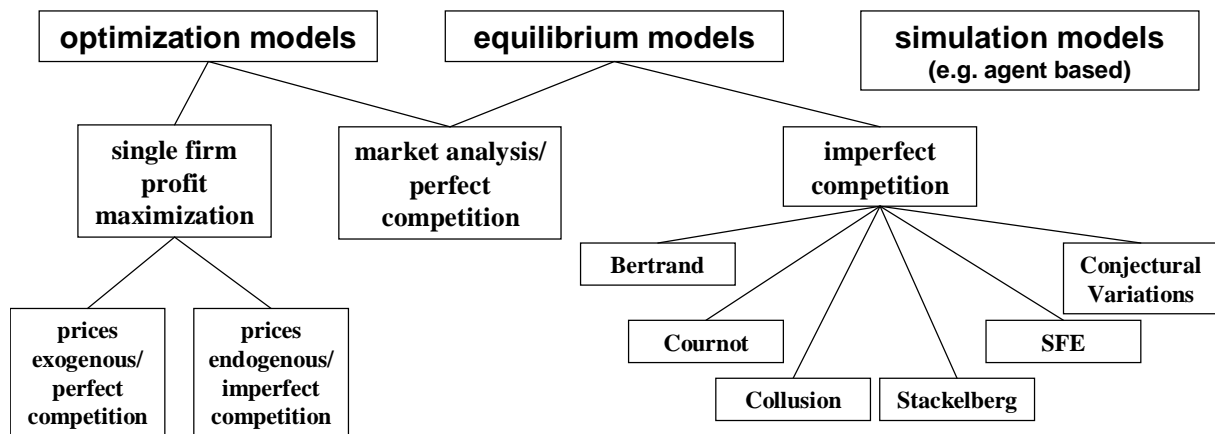 optimization models
equilibrium models
simulation models
(e.g. agent based)
single firm
profit
maximization
market analysis/
perfect
competition
imperfect
competition
prices
exogenous/
perfect
competition
prices
endogenous/
imperfect
competition
Bertrand
Cournot
Collusion
Stackelberg
SFE
Conjectural
Variations